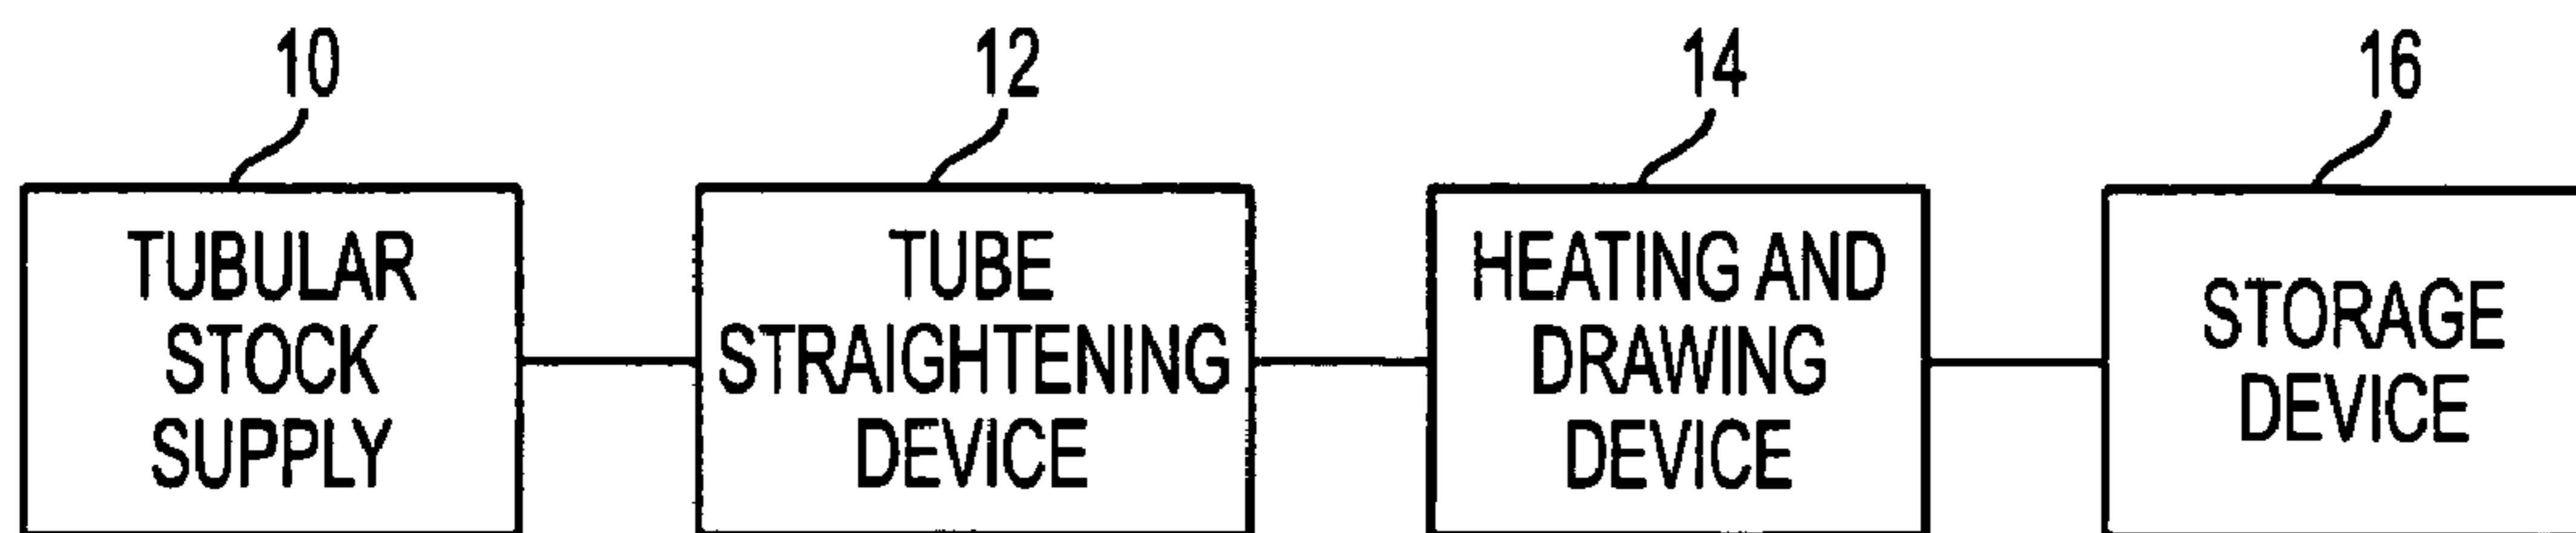 10
12
14
16
TUBULAR
STOCK
SUPPLY
TUBE
STRAIGHTENING
DEVICE
HEATING AND
DRAWING
DEVICE
STORAGE
DEVICE